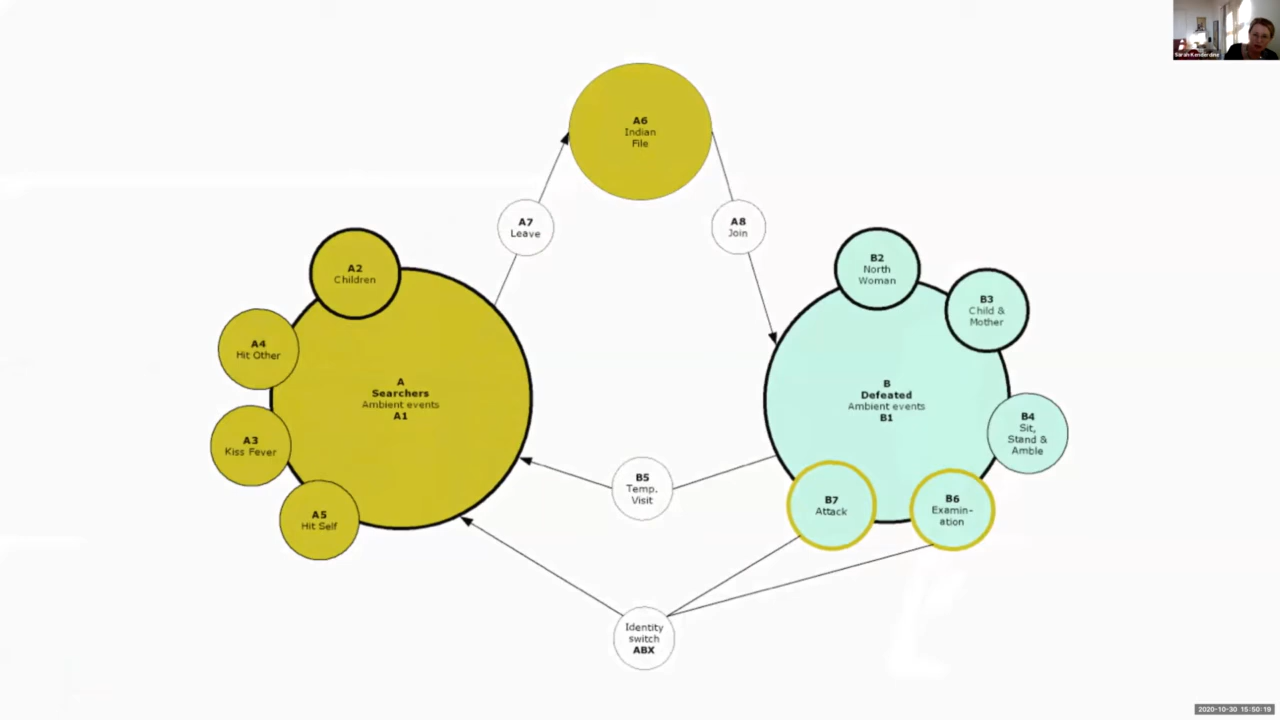 Sarah Kenderdine
A6
Indian
File
A7
Leave
A8
Join
A2
Children
B2
North
Woman
B3
Child &
Mother
A4
Hit Other
A
Searchers
Ambient events
A1
B
Defeated
Ambient events
B1
B4
Sit,
Stand &
Amble
A3
Kiss Fever
B5
Temp.
Visit
B7
Attack
B6
Examin-
ation
A5
Hit Self
Identity
switch
ABX
2020-10-30 15:50:19